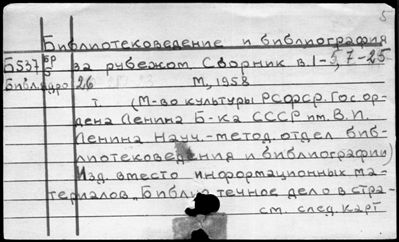 5
Библиотековедение и библиография
Б537 бр за рубежом. Сборник в. I-5,7-25
б
библ.ядро 26 М, 1958
т. (М-во культуры РСФСР. Гос. ор-
дена Ленина Б-ка СССР им. В.И.
Ленина Науч.-метод. отдел биб-
лиотековедения и библиографии)
Изд. вместо информационных ма-
териалов „Библиотечное дело в стра-
см. след. карт